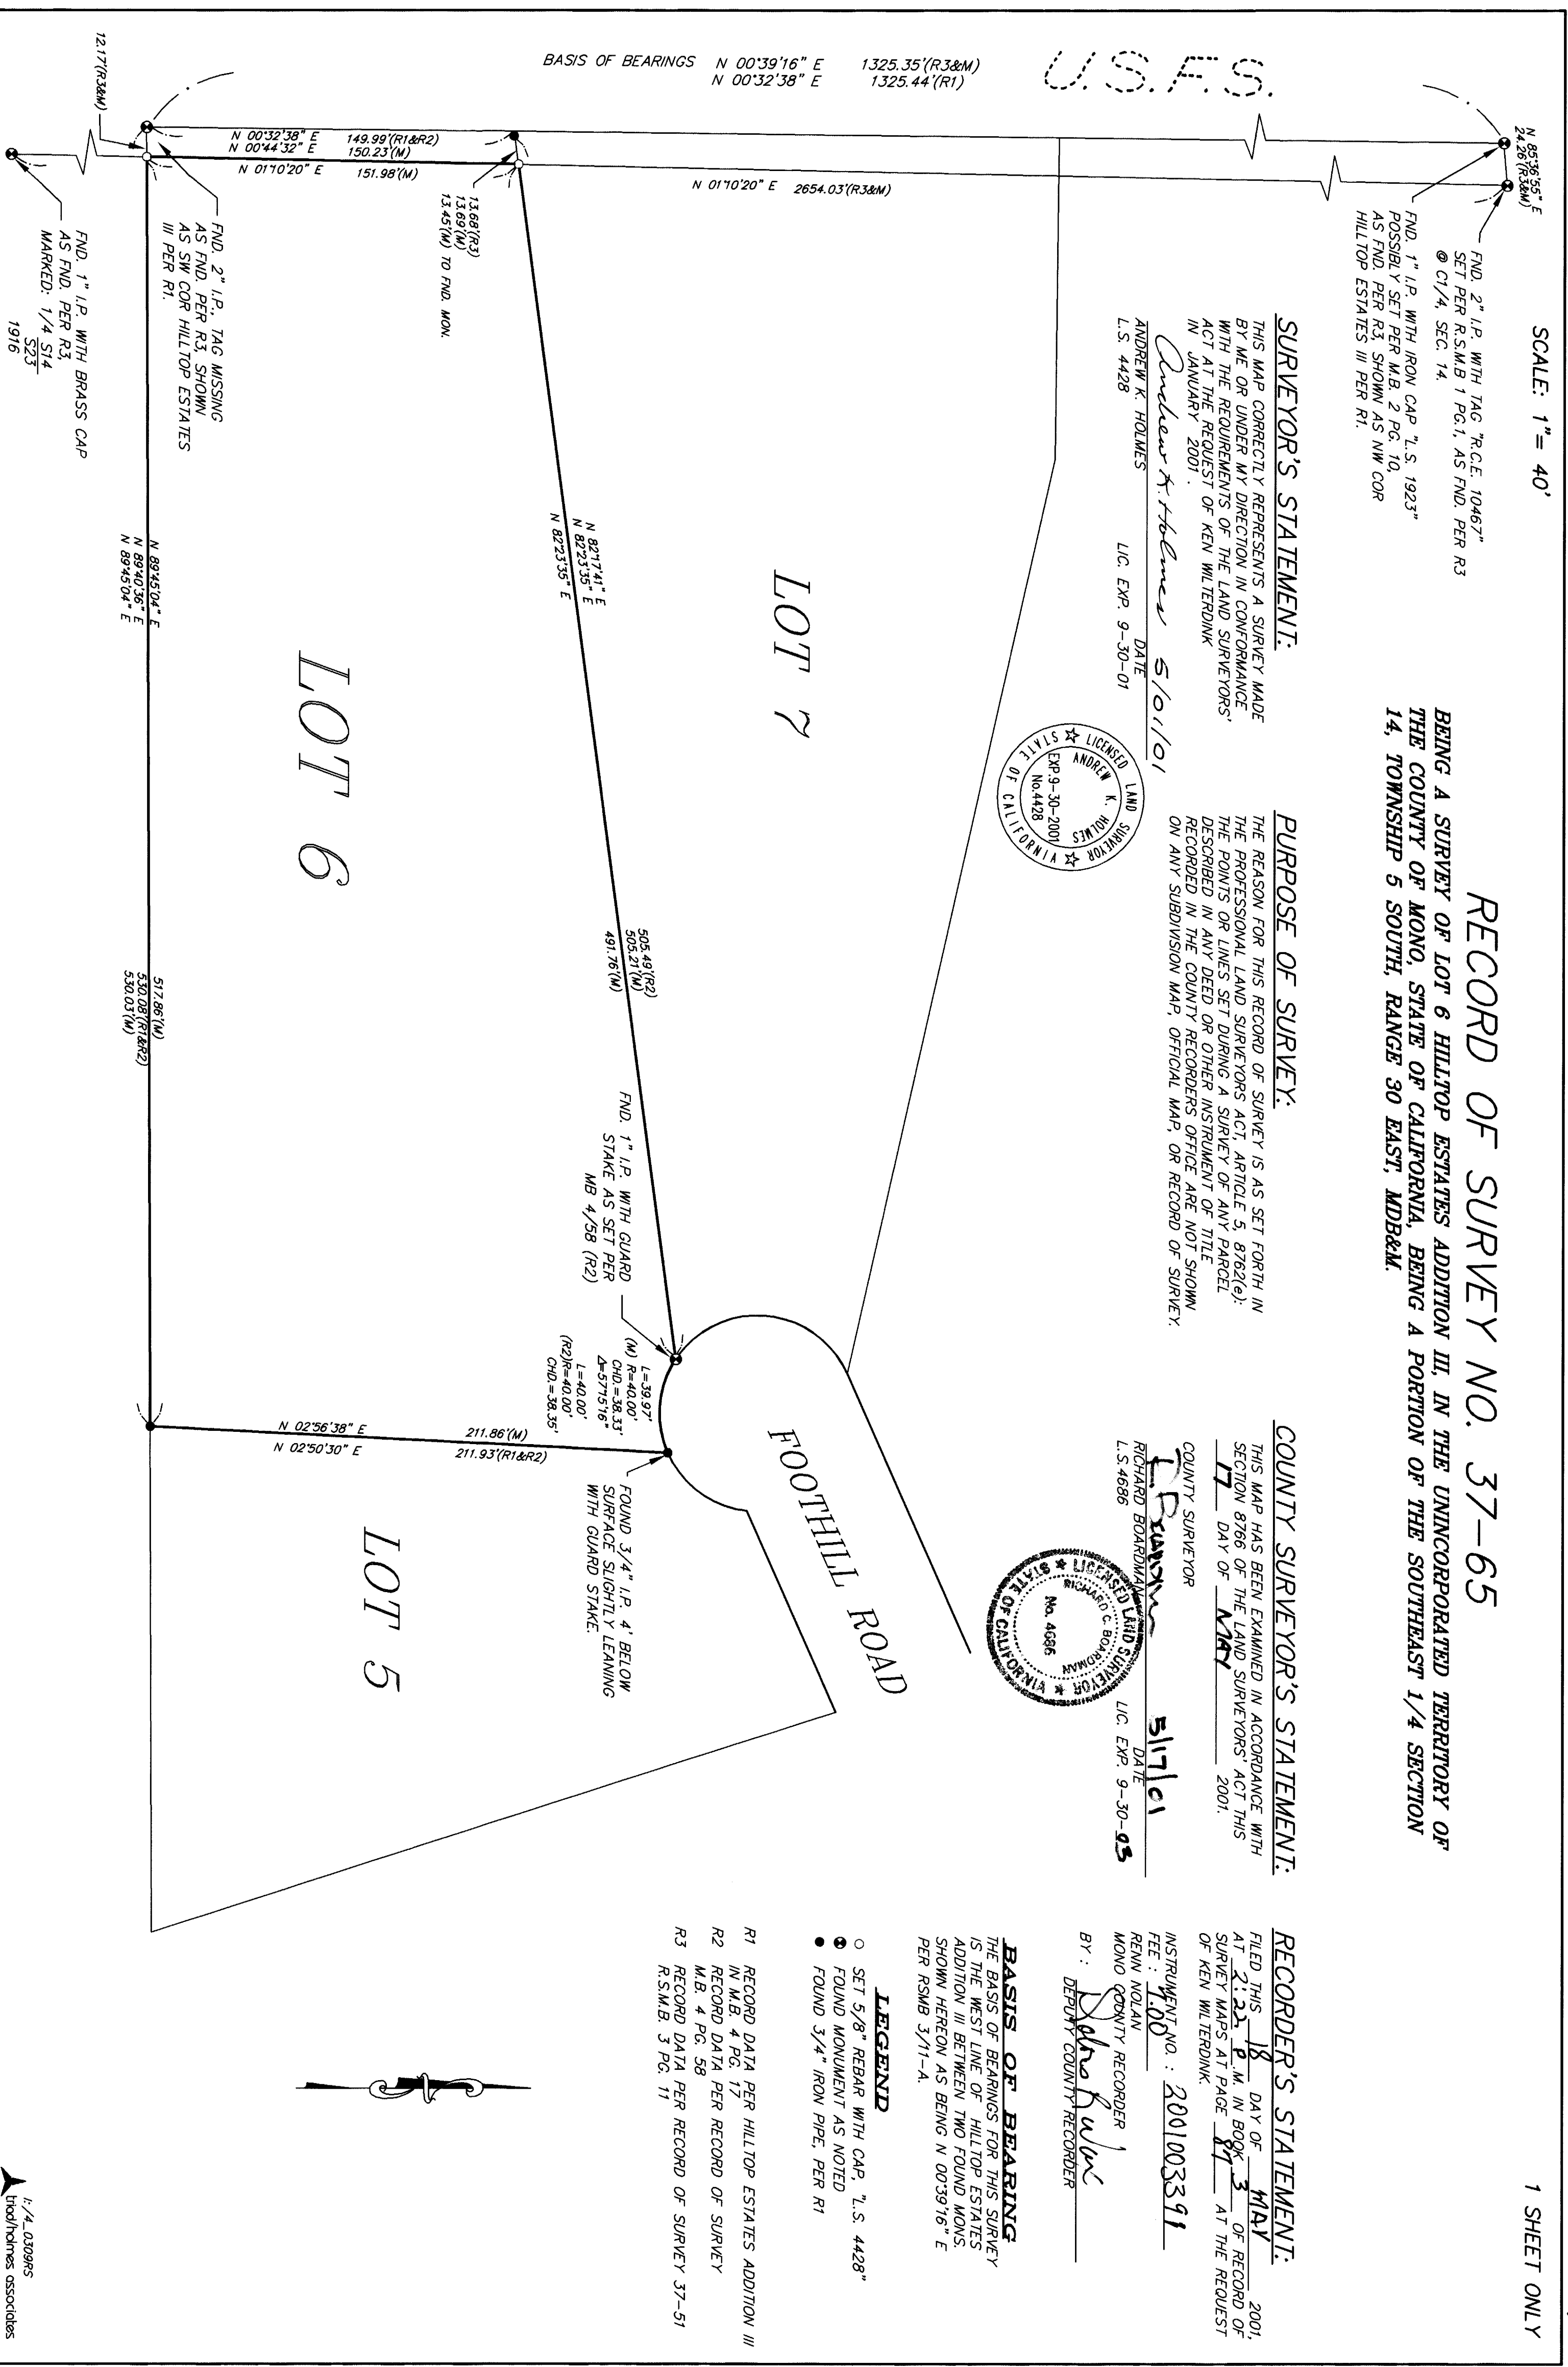 SCALE: 1"= 40'
RECORD OF SURVEY NO. 37-65
1 SHEET ONLY
BEING A SURVEY OF LOT 6 HILLTOP ESTATES ADDITION III, IN THE UNINCORPORATED TERRITORY OF
THE COUNTY OF MONO, STATE OF CALIFORNIA, BEING A PORTION OF THE SOUTHEAST 1/4 SECTION
14, TOWNSHIP 5 SOUTH, RANGE 30 EAST, MDB&M.
N 85°36'55" E
24.26'(R3&M)
FND. 2" I.P. WITH TAG "R.C.E. 10467"
SET PER R.S.M.B 1 PG.1, AS FND. PER R3
@ C1/4, SEC. 14.
FND. 1" I.P. WITH IRON CAP "L.S. 1923"
POSSIBLY SET PER M.B. 2 PG. 10,
AS FND. PER R3, SHOWN AS NW COR
HILLTOP ESTATES III PER R1.
SURVEYOR'S STATEMENT:
THIS MAP CORRECTLY REPRESENTS A SURVEY MADE
BY ME OR UNDER MY DIRECTION IN CONFORMANCE
WITH THE REQUIREMENTS OF THE LAND SURVEYORS'
ACT AT THE REQUEST OF KEN WILTERDINK
IN JANUARY 2001 .
Andrew K. Holmes 5/01/01
ANDREW K. HOLMES DATE
L.S. 4428 LIC. EXP. 9-30-01
LICENSED LAND SURVEYOR
STATE OF CALIFORNIA
ANDREW K. HOLMES
EXP.9-30-2001
No.4428
PURPOSE OF SURVEY:
THE REASON FOR THIS RECORD OF SURVEY IS AS SET FORTH IN
THE PROFESSIONAL LAND SURVEYORS ACT, ARTICLE 5, 8762(e):
THE POINTS OR LINES SET DURING A SURVEY OF ANY PARCEL
DESCRIBED IN ANY DEED OR OTHER INSTRUMENT OF TITLE
RECORDED IN THE COUNTY RECORDERS OFFICE ARE NOT SHOWN
ON ANY SUBDIVISION MAP, OFFICIAL MAP, OR RECORD OF SURVEY.
COUNTY SURVEYOR'S STATEMENT:
THIS MAP HAS BEEN EXAMINED IN ACCORDANCE WITH
SECTION 8766 OF THE LAND SURVEYORS' ACT THIS
17 DAY OF MAY 2001.
COUNTY SURVEYOR
5/17/01
RICHARD BOARDMAN DATE
L.S.4686 LIC. EXP. 9-30-03
LICENSED LAND SURVEYOR
STATE OF CALIFORNIA
RICHARD C. BOARDMAN
No. 4686
RECORDER'S STATEMENT:
FILED THIS 18 DAY OF MAY 2001,
AT 2:22 P.M. IN BOOK 3 OF RECORD OF
SURVEY MAPS AT PAGE 87 AT THE REQUEST
OF KEN WILTERDINK.
INSTRUMENT NO. : 2001003391
FEE : 7.00
RENN NOLAN
MONO COUNTY RECORDER
BY :
DEPUTY COUNTY RECORDER
BASIS OF BEARING
THE BASIS OF BEARINGS FOR THIS SURVEY
IS THE WEST LINE OF HILLTOP ESTATES
ADDITION III BETWEEN TWO FOUND MONS.
SHOWN HEREON AS BEING N 00°39'16" E
PER RSMB 3/11-A.
LEGEND
SET 5/8" REBAR WITH CAP, "L.S. 4428"
FOUND MONUMENT AS NOTED
FOUND 3/4" IRON PIPE, PER R1
R1 RECORD DATA PER HILLTOP ESTATES ADDITION III
IN M.B. 4 PG. 17
R2 RECORD DATA PER RECORD OF SURVEY
M.B. 4 PG. 58
R3 RECORD DATA PER RECORD OF SURVEY 37-51
R.S.M.B. 3 PG. 11
U.S.F.S.
BASIS OF BEARINGS N 00°39'16" E 1325.35'(R3&M)
N 00°32'38" E 1325.44'(R1)
N 01°10'20" E 2654.03'(R3&M)
LOT 7
FOOTHILL ROAD
13.68'(R3)
13.69'(M)
13.45'(M) TO FND. MON.
N 82°17'41" E
N 82°23'35" E
N 82°23'35" E
505.49'(R2)
505.21'(M)
491.76'(M)
FND. 1" I.P. WITH GUARD
STAKE AS SET PER
MB 4/58 (R2)
L=39.97'
(M) R=40.00'
CHD.=38.33'
Δ=57°15'16"
L=40.00'
(R2)R=40.00'
CHD.=38.35'
FOUND 3/4" I.P. 4' BELOW
SURFACE SLIGHTLY LEANING
WITH GUARD STAKE.
N 00°32'38" E 149.99'(R1&R2)
N 00°44'32" E 150.23'(M)
N 01°10'20" E 151.98'(M)
LOT 6
LOT 5
N 02°56'38" E 211.86'(M)
N 02°50'30" E 211.93'(R1&R2)
12.17'(R3&M)
FND. 2" I.P., TAG MISSING
AS FND. PER R3, SHOWN
AS SW COR HILLTOP ESTATES
III PER R1.
N 89°45'04" E
N 89°40'36" E
N 89°45'04" E
517.86'(M)
530.08'(R1&R2)
530.03'(M)
FND. 1" I.P. WITH BRASS CAP
AS FND. PER R3,
MARKED: 1/4 S14
S23
1916
I:/4_0309RS
triad/holmes associates